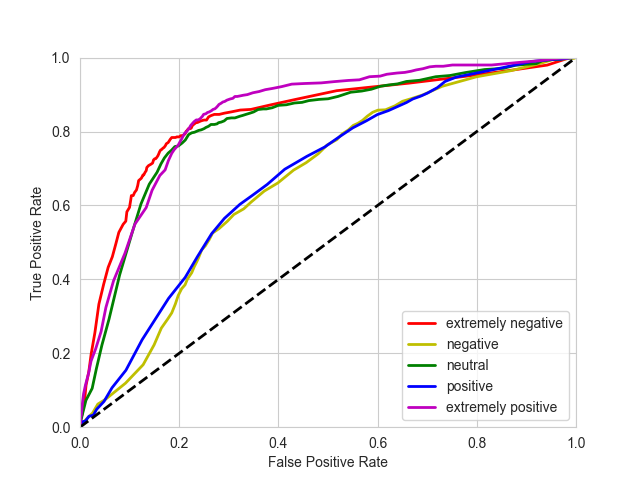 1.0
0.8
0.6
0.4
0.2
0.0
True Positive Rate
0.0 0.2 0.4 0.6 0.8 1.0
False Positive Rate
extremely negative
negative
neutral
positive
extremely positive